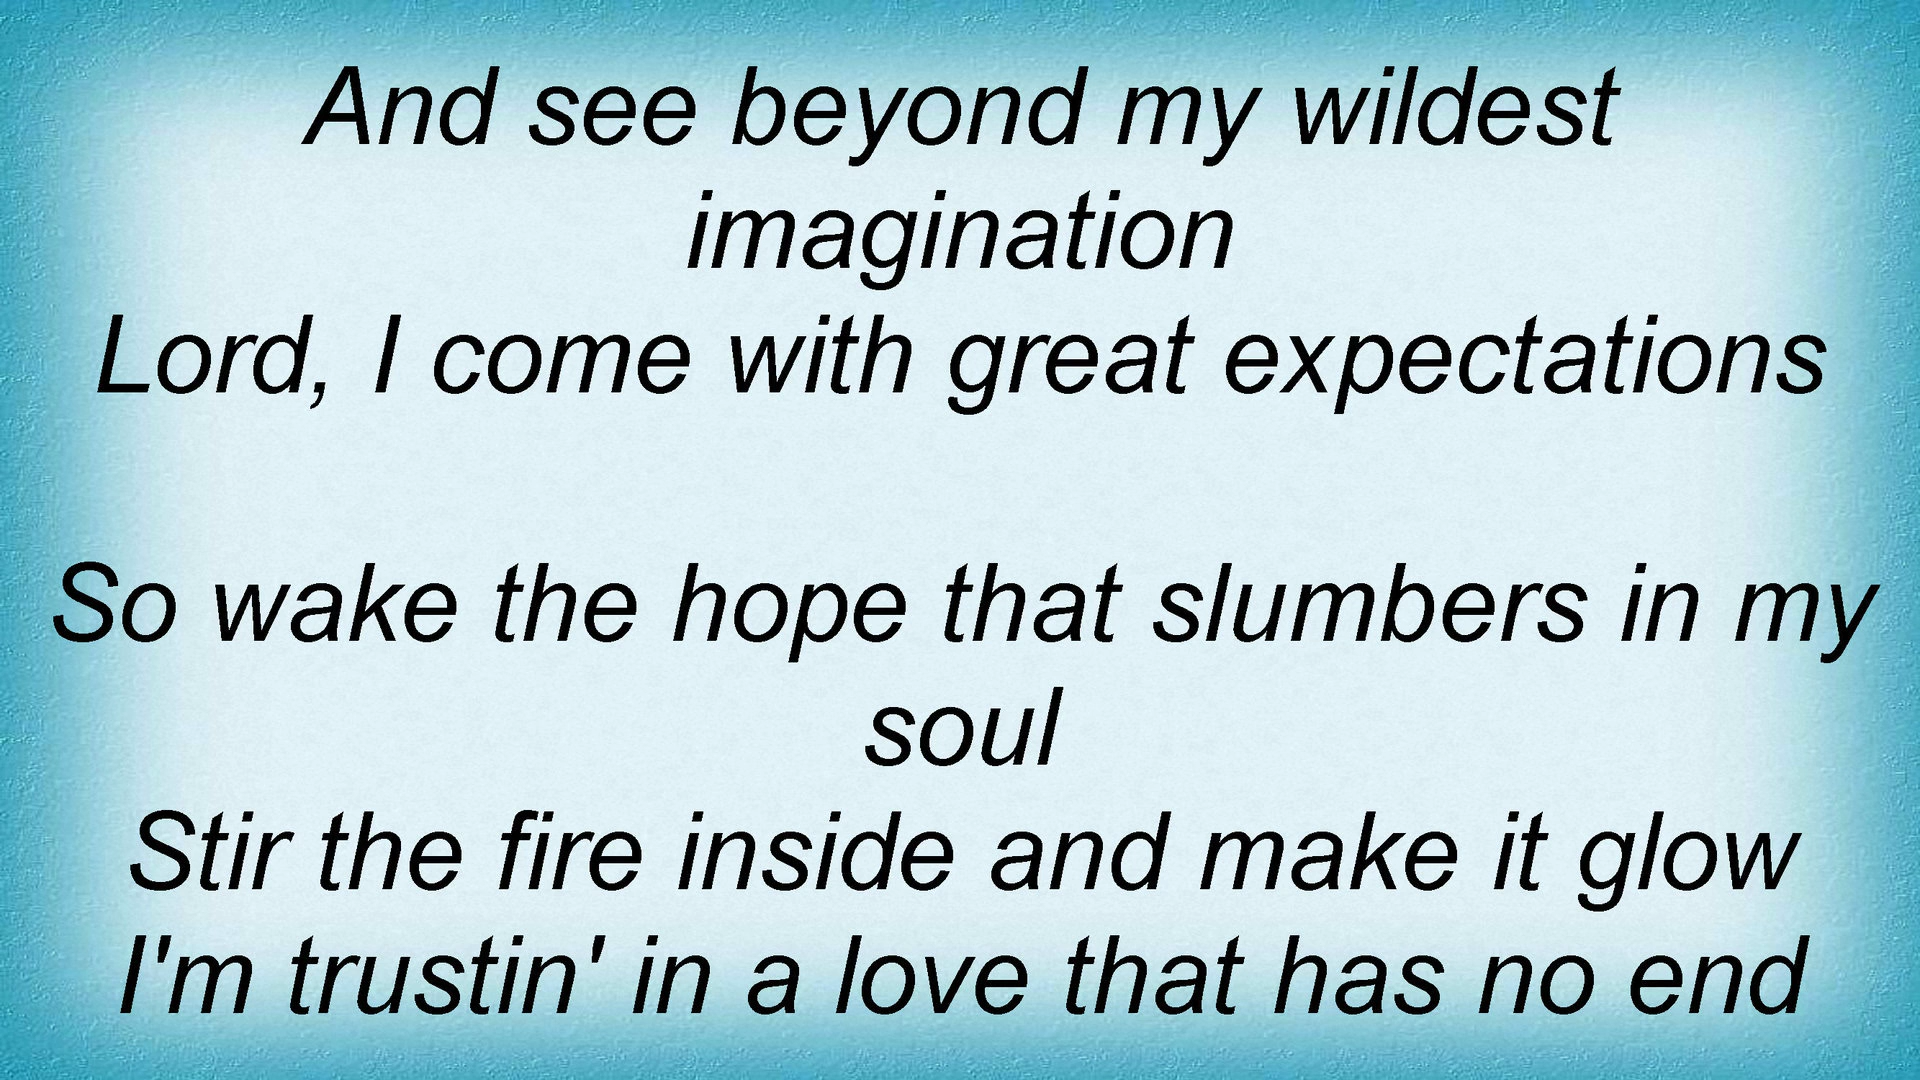 And see beyond my wildest
imagination
Lord, I come with great expectations
So wake the hope that slumbers in my
soul
Stir the fire inside and make it glow
I'm trustin' in a love that has no end